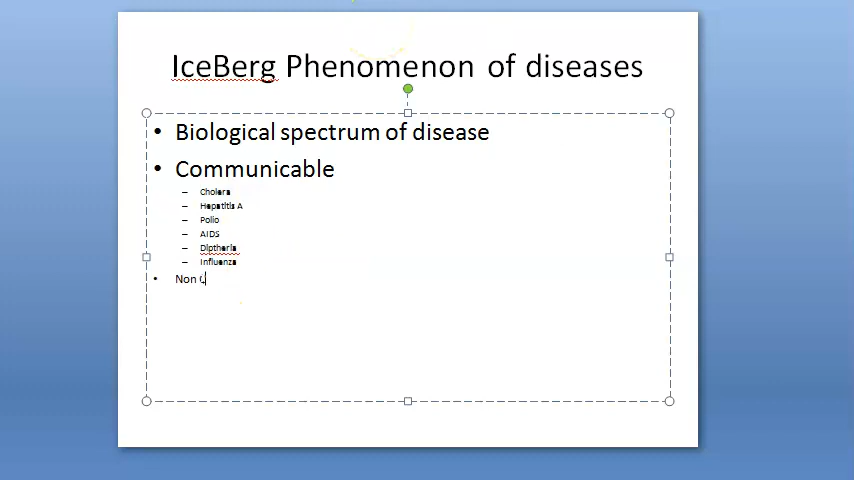 IceBerg Phenomenon of diseases
• Biological spectrum of disease
• Communicable
– Cholera
– Hepatitis A
– Polio
– AIDS
– Diptheria
– Influenza
• Non C